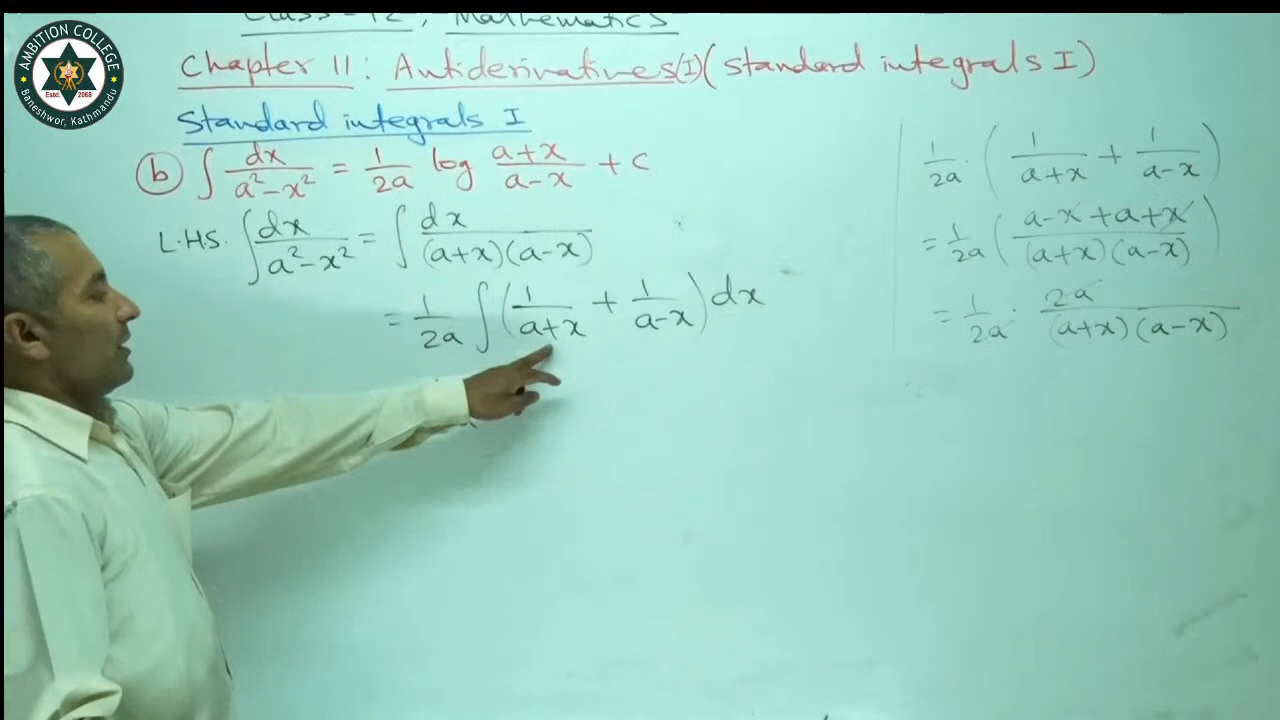 AMBITION COLLEGE
Estd. 2068
Baneshwor, Kathmandu
Class-12, Mathematics
Chapter 11: Antiderivatives(I)(standard integrals I)
Standard integrals I
(b) ∫ dx/(a²-x²) = 1/2a log (a+x)/(a-x) + c
L.H.S. ∫ dx/(a²-x²) = ∫ dx/((a+x)(a-x))
= 1/2a ∫ (1/(a+x) + 1/(a-x)) dx
1/2a · (1/(a+x) + 1/(a-x))
= 1/2a ((a-x+a+x)/((a+x)(a-x)))
= 1/2a · 2a/((a+x)(a-x))